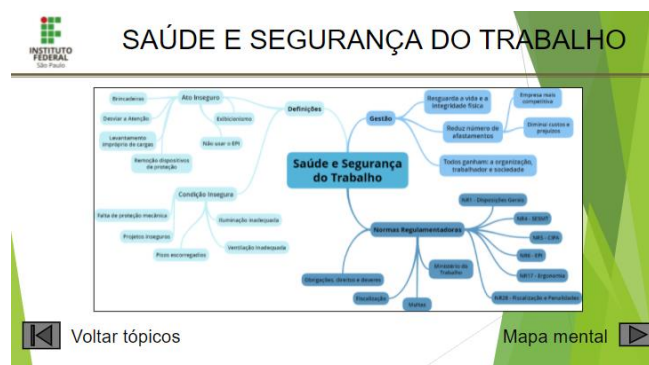 INSTITUTO
FEDERAL
São Paulo
SAÚDE E SEGURANÇA DO TRABALHO
Brincadeiras
Ato Inseguro
Desviar a Atenção
Exibicionismo
Levantamento
impróprio de cargas
Não usar o EPI
Remoção dispositivos
de proteção
Definições
Condição Insegura
Falta de proteção mecânica
Iluminação inadequada
Projetos inseguros
Ventilação Inadequada
Pisos escorregadios
Saúde e Segurança
do Trabalho
Gestão
Resguarda a vida e a
integridade física
Reduz número de
afastamentos
Empresa mais
competitiva
Diminui custos e
prejuízos
Todos ganham: a organização,
trabalhador e sociedade
Normas Regulamentadoras
NR1 - Disposições Gerais
NR4 - SESMT
NR5 - CIPA
NR6 - EPI
NR17 - Ergonomia
NR28 - Fiscalização e Penalidades
Ministério do
Trabalho
Obrigações, direitos e deveres
Fiscalização
Multas
Voltar tópicos
Mapa mental